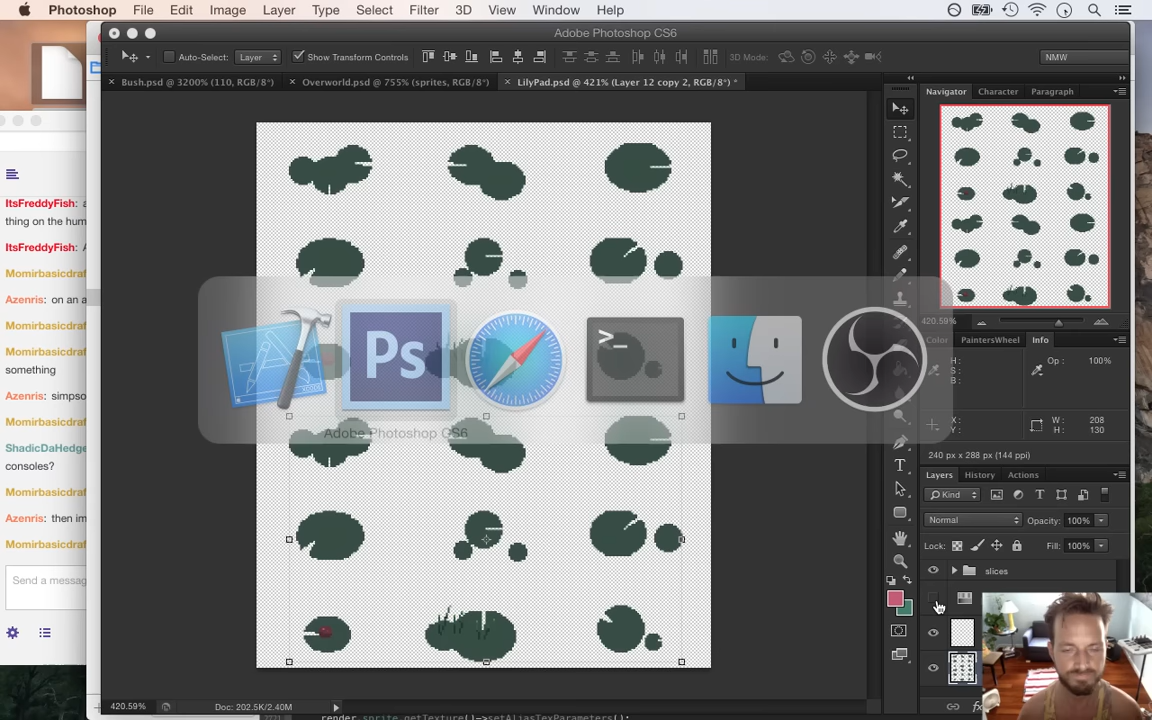 Photoshop File Edit Image Layer Type Select Filter 3D View Window Help
Adobe Photoshop CS6
Auto-Select: Layer Show Transform Controls 3D Mode: NMW
× Bush.psd @ 3200% (110, RGB/8*) × Overworld.psd @ 755% (sprites, RGB/8*) × LilyPad.psd @ 421% (Layer 12 copy 2, RGB/8*) *
Navigator Character Paragraph
ItsFreddyFish: a
thing on the hum
ItsFreddyFish: A
Momirbasicdraf
Azenris: on an a
Momirbasicdraf
Momirbasicdraf
something
Azenris: simpso
Momirbasicdraf
ShadicDaHedge
consoles?
Momirbasicdraf
Azenris: then im
Momirbasicdraf
Send a messag
Ps
>_
Adobe Photoshop CS6
420.59%
Color PaintersWheel Info
H:
S:
B:
Op: 100%
X:
Y:
W: 208
H: 130
240 px x 288 px (144 ppi)
Layers History Actions
Kind
Normal Opacity: 100%
Lock: Fill: 100%
slices
420.59% Doc: 202.5K/2.40M
render_sprite.getTexture()->setAliasTexParameters();